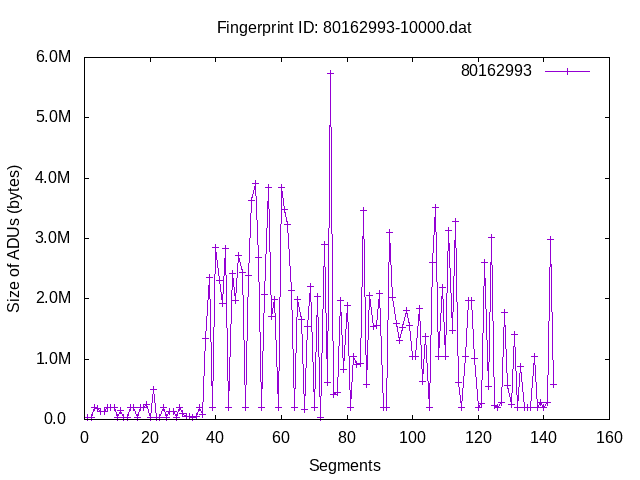 Fingerprint ID: 80162993-10000.dat
80162993
6.0M
5.0M
4.0M
3.0M
2.0M
1.0M
0.0
Size of ADUs (bytes)
0 20 40 60 80 100 120 140 160
Segments